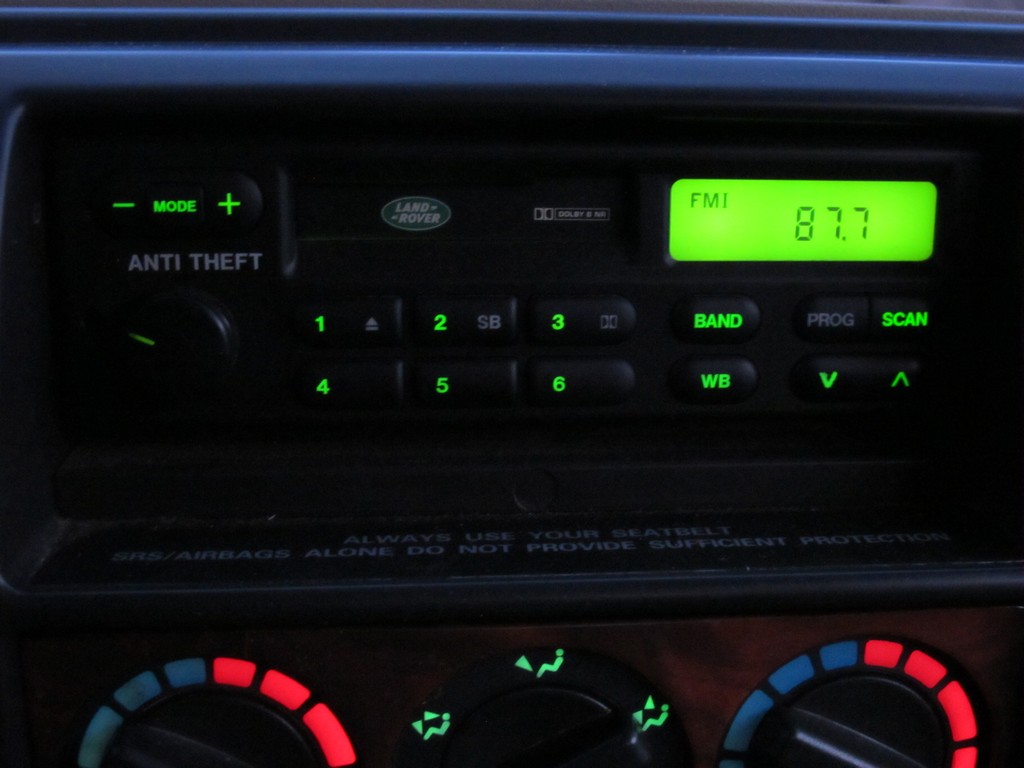 − MODE +
LAND-
-ROVER
DOLBY B NR
FM1
87.7
ANTI THEFT
1 2 SB 3
BAND
PROG SCAN
4 5 6
WB
ALWAYS USE YOUR SEATBELT
SRS/AIRBAGS ALONE DO NOT PROVIDE SUFFICIENT PROTECTION